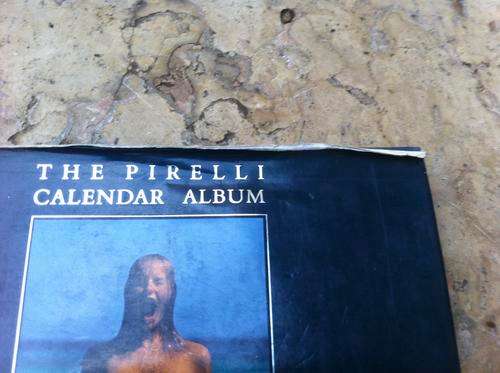 THE PIRELLI
CALENDAR ALBUM